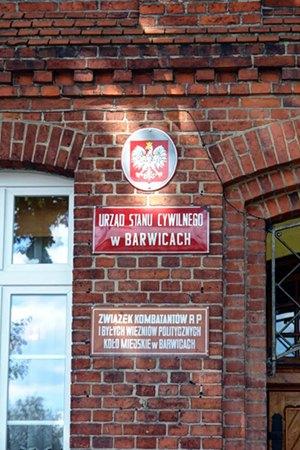 URZĄD STANU CYWILNEGO
w BARWICACH
ZWIĄZEK KOMBATANTÓW R P
I BYŁYCH WIĘŹNIÓW POLITYCZNYCH
KOŁO MIEJSKIE w BARWICACH